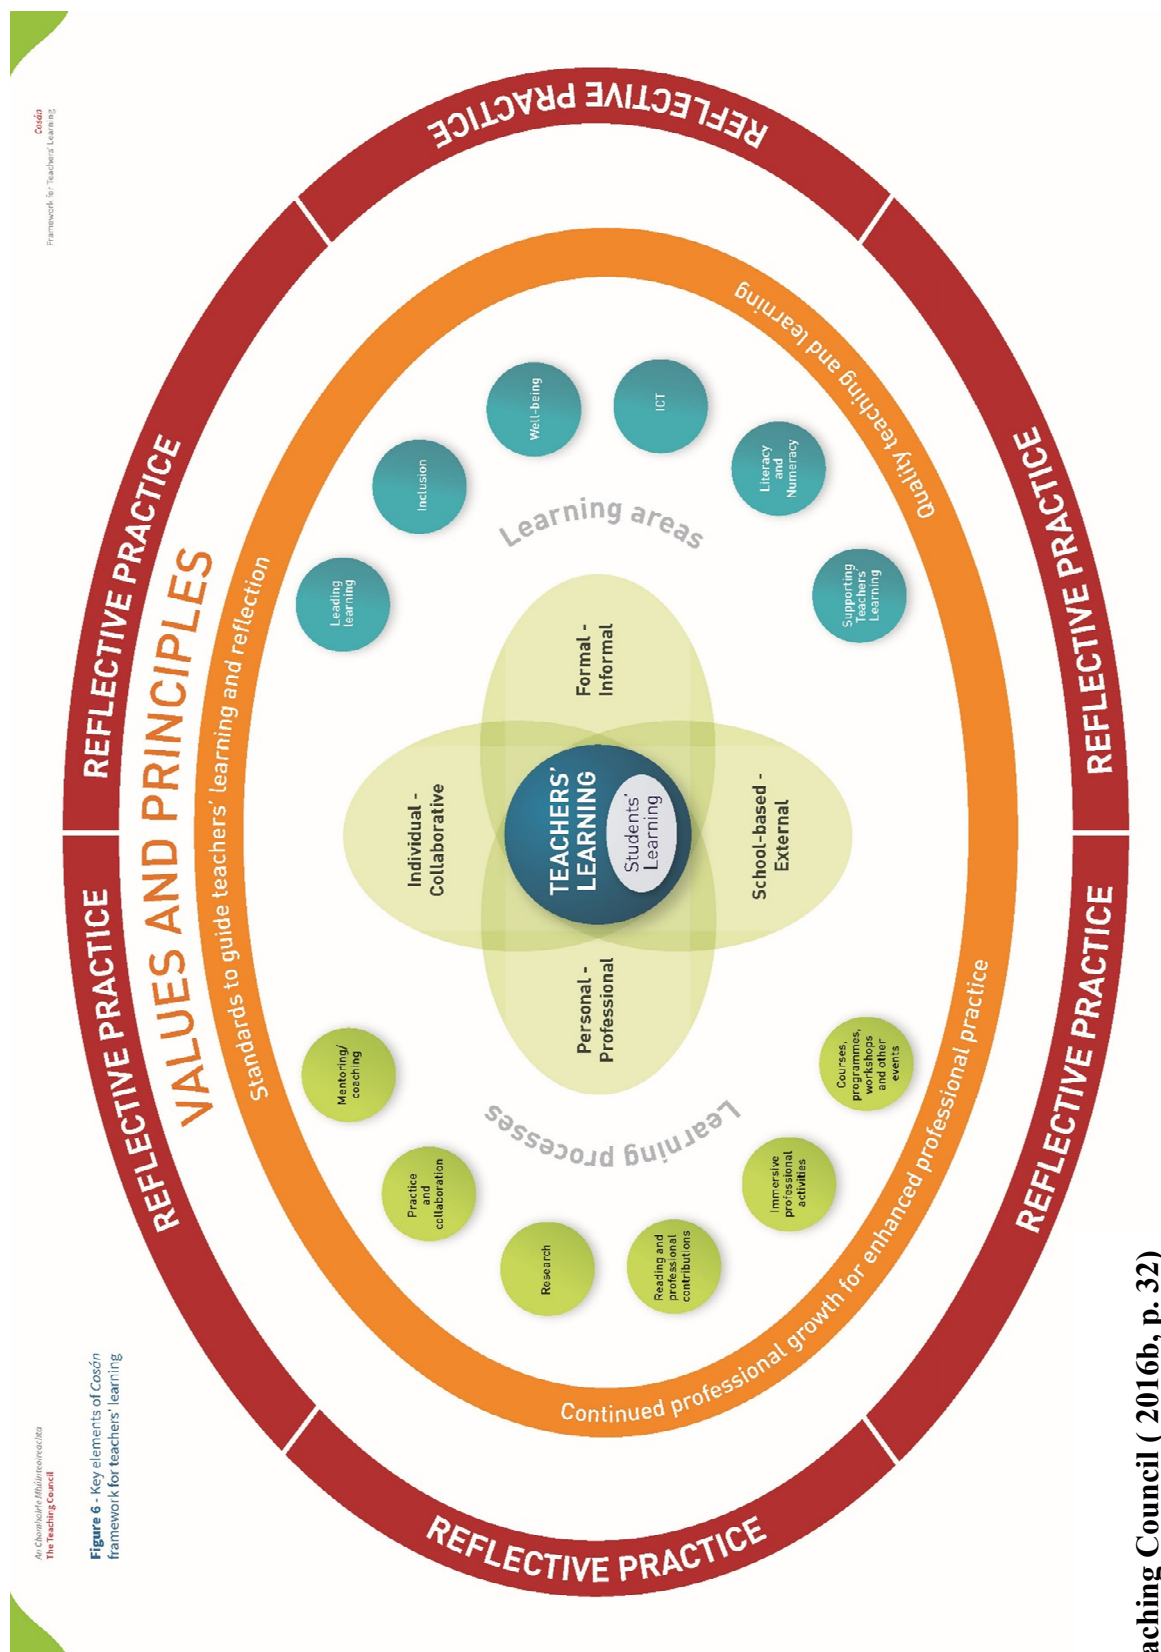 An Chomhairle Mhúinteoireachta
The Teaching Council
Cosán
Framework for Teachers' Learning
Figure 6 - Key elements of Cosán
framework for teachers' learning
REFLECTIVE PRACTICE
REFLECTIVE PRACTICE
REFLECTIVE PRACTICE
REFLECTIVE PRACTICE
REFLECTIVE PRACTICE
REFLECTIVE PRACTICE
VALUES AND PRINCIPLES
Standards to guide teachers' learning and reflection
Mentoring/
coaching
Practice
and
collaboration
Research
Reading and
professional
contributions
Immersive
professional
activities
Courses,
programmes,
workshops
and other
events
Learning processes
Individual -
Collaborative
Personal -
Professional
TEACHERS'
LEARNING
Students'
Learning
Formal -
Informal
School-based -
External
Learning areas
Leading
learning
Inclusion
Well-being
ICT
Literacy
and
Numeracy
Supporting
Teachers'
Learning
Continued professional growth for enhanced professional practice
Quality teaching and learning
aching Council ( 2016b, p. 32)